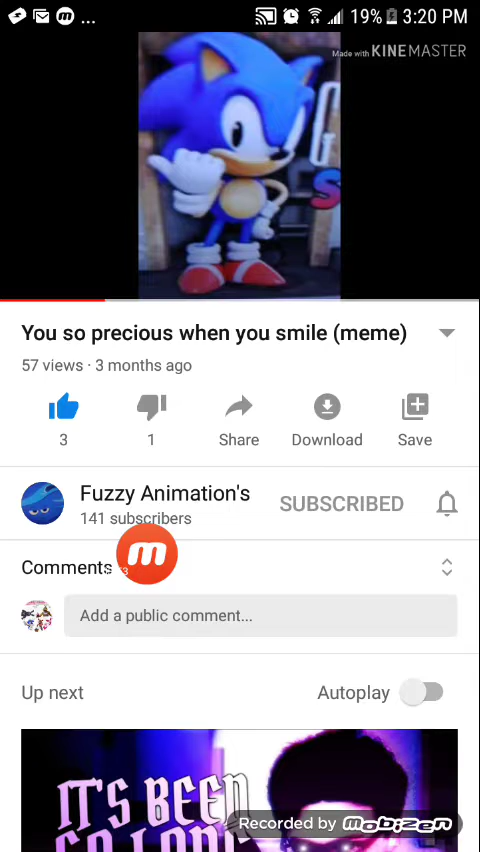 19% 3:20 PM
Made with KINEMASTER
G
S
You so precious when you smile (meme)
57 views · 3 months ago
3
1
Share
Download
Save
Fuzzy Animation's
SUBSCRIBED
141 subscribers
Comments
Add a public comment...
Up next
Autoplay
IT'S BEEN
SO LONG
Recorded by mobizen